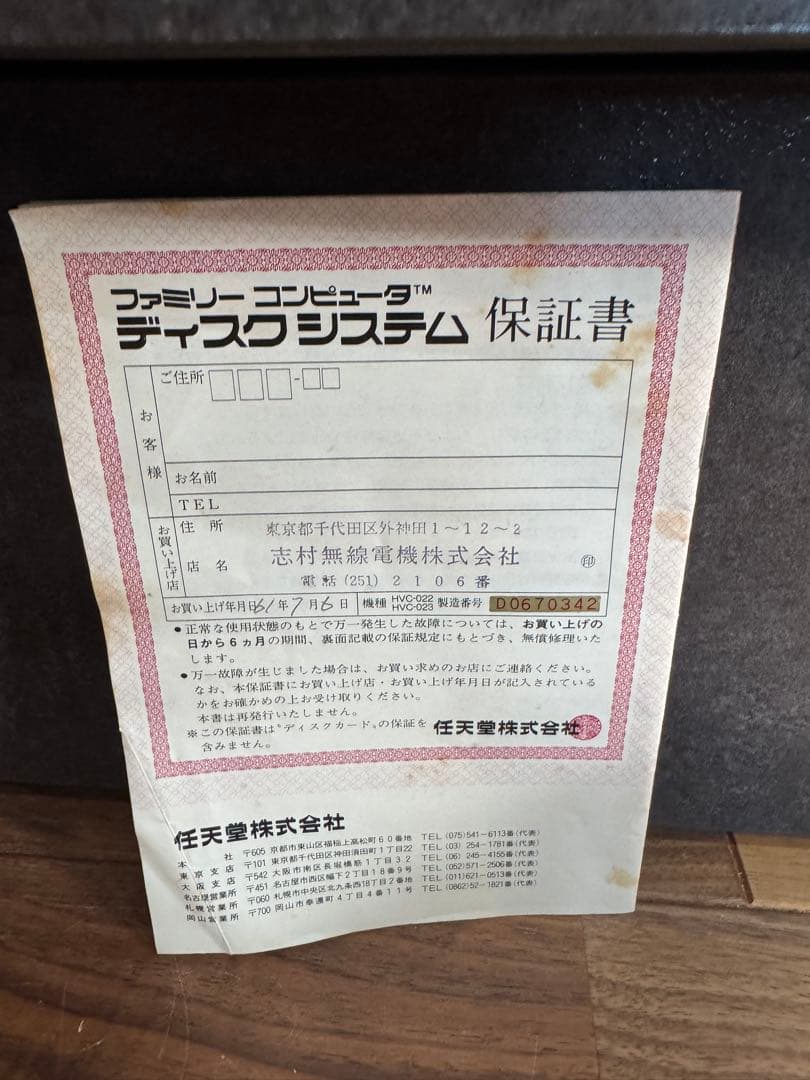 ファミリー コンピュータ™
ディスクシステム 保証書
お客様
ご住所 -
お名前
TEL
お買い上げ店
住所 東京都千代田区外神田1〜12〜2
店名 志村無線電機株式会社 印
電話(251)2106番
お買い上げ年月日 61年7月6日 機種 HVC-022 HVC-023 製造番号 D0670342
●正常な使用状態のもとで万一発生した故障については、お買い上げの
日から6ヵ月の期間、裏面記載の保証規定にもとづき、無償修理いた
します。
●万一故障が生じました場合は、お買い求めのお店にご連絡ください。
なお、本保証書にお買い上げ店・お買い上げ年月日が記入されている
かをお確かめの上お受け取りください。
本書は再発行いたしません。
※この保証書は“ディスクカード”の保証を
含みません。
任天堂株式会社
任天堂株式会社
本社 〒605 京都市東山区福稲上高松町60番地 TEL(075)541-6113番(代表)
東京支店 〒101 東京都千代田区神田須田町1丁目22 TEL(03)254-1781番(代表)
大阪支店 〒542 大阪市南区長堀橋筋1丁目32 TEL(06)245-4155番(代表)
名古屋営業所 〒451 名古屋市西区幅下2丁目18番9号 TEL(052)571-2506番(代表)
札幌営業所 〒060 札幌市中央区北九条西18丁目2番地 TEL(011)621-0513番(代表)
岡山営業所 〒700 岡山市奉還町4丁目4番11号 TEL(0862)52-1821番(代表)